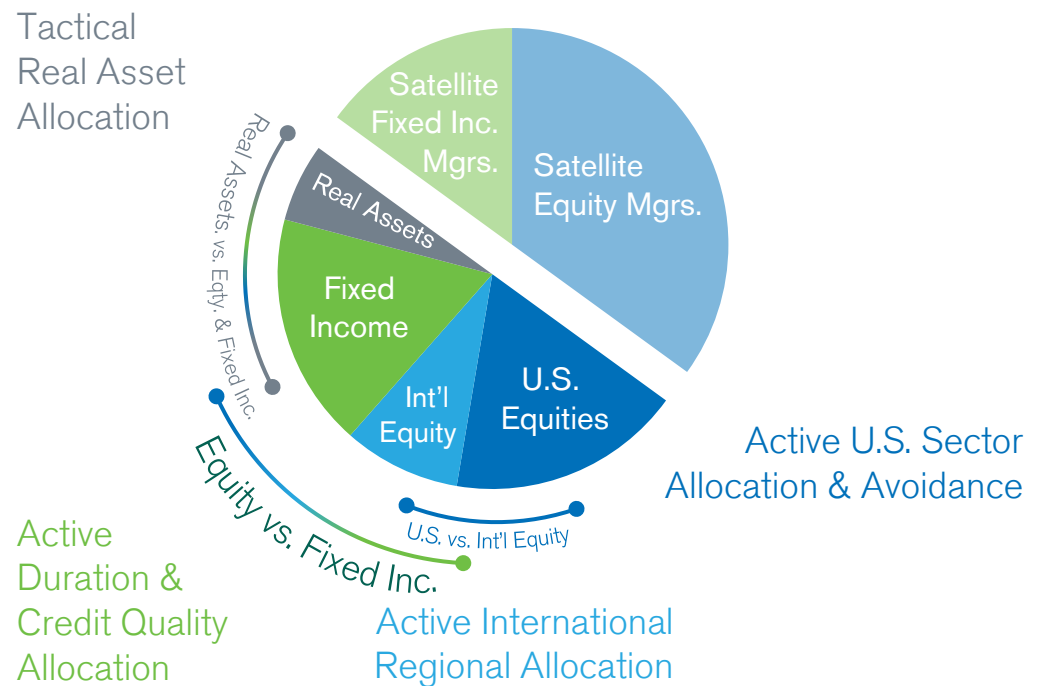 Tactical
Real Asset
Allocation
Satellite
Fixed Inc.
Mgrs.
Satellite
Equity Mgrs.
Real Assets. vs. Eqty. & Fixed Inc.
Real Assets
Fixed
Income
Int'l
Equity
U.S.
Equities
Equity vs. Fixed Inc.
U.S. vs. Int'l Equity
Active U.S. Sector
Allocation & Avoidance
Active
Duration &
Credit Quality
Allocation
Active International
Regional Allocation